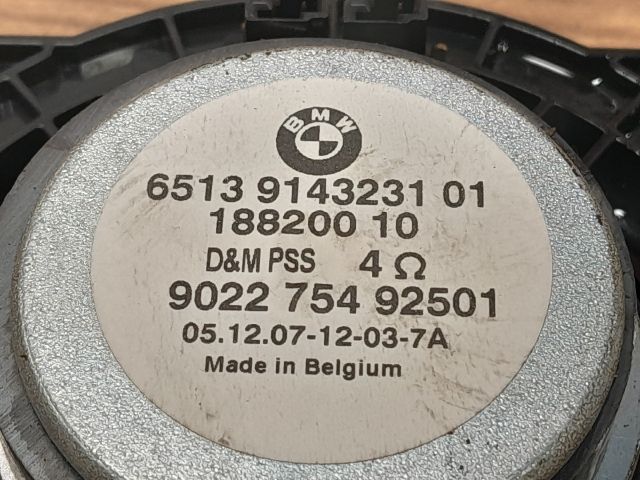 BMW
6513 9143231 01
188200 10
D&M PSS 4 Ω
9022 754 92501
05.12.07-12-03-7A
Made in Belgium